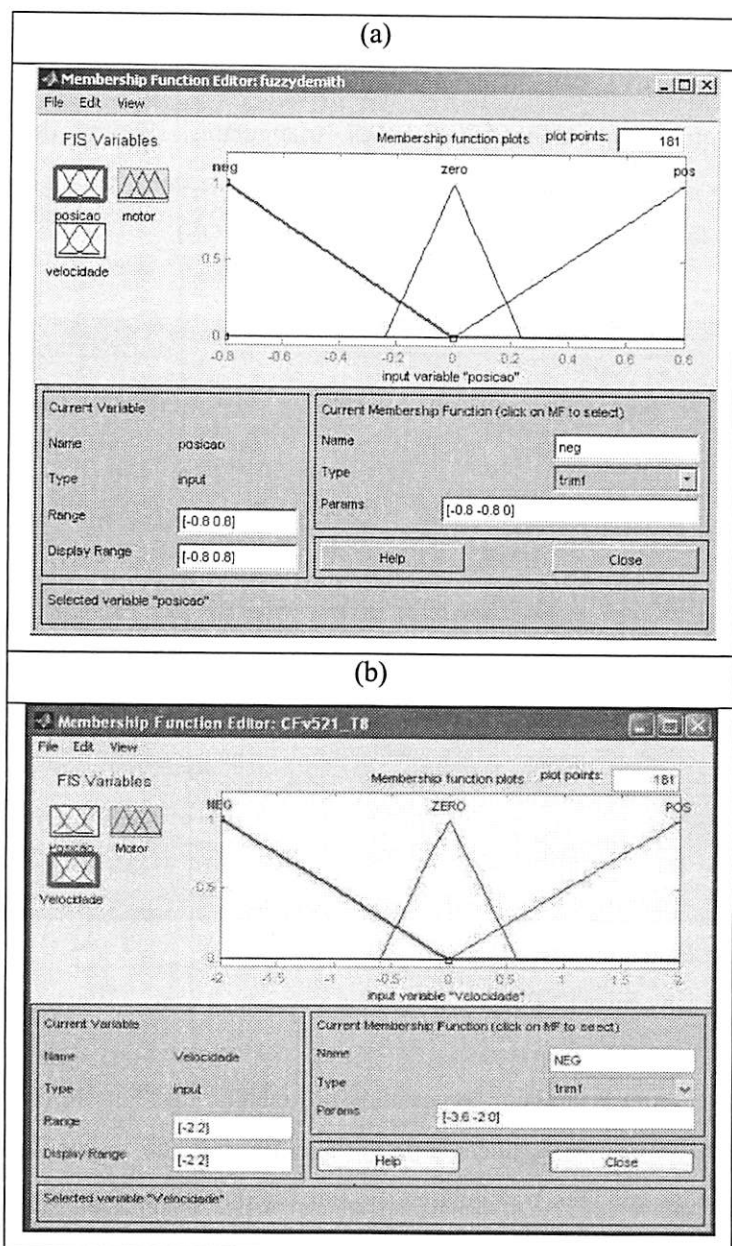 (a)
Membership Function Editor: fuzzydemith
File Edit View
FIS Variables
Membership function plots plot points: 181
posicao motor
velocidade
neg zero pos
1
0.5
0
-0.8 -0.6 -0.4 -0.2 0 0.2 0.4 0.6 0.8
input variable "posicao"
Current Variable
Name posicao
Type input
Range [-0.8 0.8]
Display Range [-0.8 0.8]
Current Membership Function (click on MF to select)
Name neg
Type trimf
Params [-0.8 -0.8 0]
Help Close
Selected variable "posicao"
(b)
Membership Function Editor: CFv521_T8
File Edit View
FIS Variables
Membership function plots plot points: 181
Posicao Motor
Velocidade
NEG ZERO POS
1
0.5
0
-2 -1.5 -1 -0.5 0 0.5 1 1.5 2
input variable "Velocidade"
Current Variable
Name Velocidade
Type input
Range [-2 2]
Display Range [-2 2]
Current Membership Function (click on MF to select)
Name NEG
Type trimf
Params [-3.6 -2 0]
Help Close
Selected variable "Velocidade"